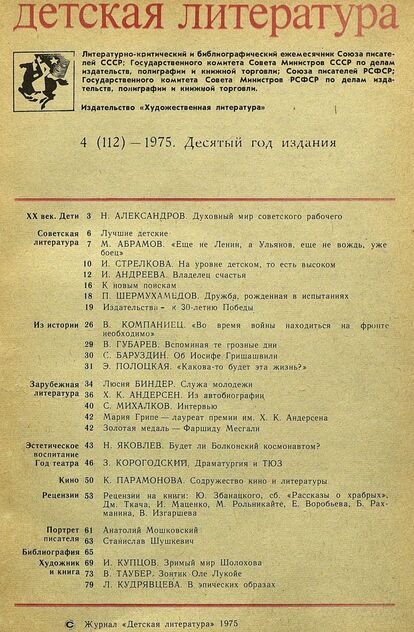 детская литература
Литературно-критический и библиографический ежемесячник Союза писате-
лей СССР; Государственного комитета Совета Министров СССР по делам
издательств, полиграфии и книжной торговли; Союза писателей РСФСР;
Государственного комитета Совета Министров РСФСР по делам изда-
тельств, полиграфии и книжной торговли.
Издательство «Художественная литература»
4 (112) — 1975. Десятый год издания
XX век. Дети 3 Н. АЛЕКСАНДРОВ. Духовный мир советского рабочего
Советская 6 Лучшие детские
литература 7 М. АБРАМОВ. «Еще не Ленин, а Ульянов, еще не вождь, уже
боец»
10 И. СТРЕЛКОВА. На уровне детском, то есть высоком
12 И. АНДРЕЕВА. Владелец счастья
16 К новым поискам
18 П. ШЕРМУХАМЕДОВ. Дружба, рожденная в испытаниях
19 Издательства - к 30-летию Победы
Из истории 26 В. КОМПАНИЕЦ. «Во время войны находиться на фронте
необходимо»
29 В. ГУБАРЕВ. Вспоминая те грозные дни
30 С. БАРУЗДИН. Об Иосифе Гришашвили
31 Э. ПОЛОЦКАЯ. «Какова-то будет эта жизнь?»
Зарубежная 34 Люсия БИНДЕР. Служа молодежи
литература 36 Х. К. АНДЕРСЕН. Из автобиографий
40 С. МИХАЛКОВ. Интервью
42 Мария Грипе — лауреат премии им. Х. К. Андерсена
42 Золотая медаль — Фаршиду Месгали
Эстетическое 43 Н. ЯКОВЛЕВ. Будет ли Болконский космонавтом?
воспитание
Год театра 46 З. КОРОГОДСКИЙ. Драматургия и ТЮЗ
Кино 50 К. ПАРАМОНОВА. Содружество кино и литературы
Рецензии 53 Рецензии на книги: Ю. Збанацкого, сб. «Рассказы о храбрых»,
Дм. Ткача, И. Маценко, М. Рольникайте, Е. Воробьева, Б. Рах-
манина, В. Изгаршева
Портрет 61 Анатолий Мошковский
писателя 63 Станислав Шушкевич
Библиография 65
Художник 69 И. КУПЦОВ. Зримый мир Шолохова
и книга 73 В. ТАУБЕР. Зонтик Оле Лукойе
79 Л. КУДРЯВЦЕВА. В эпических образах
© Журнал «Детская литература» 1975